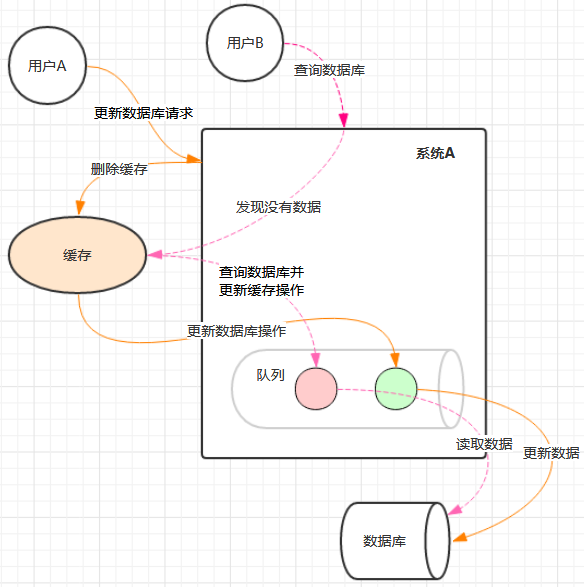 用户A
用户B
查询数据库
更新数据库请求
系统A
删除缓存
发现没有数据
缓存
查询数据库并
更新缓存操作
更新数据库操作
队列
读取数据
更新数据
数据库